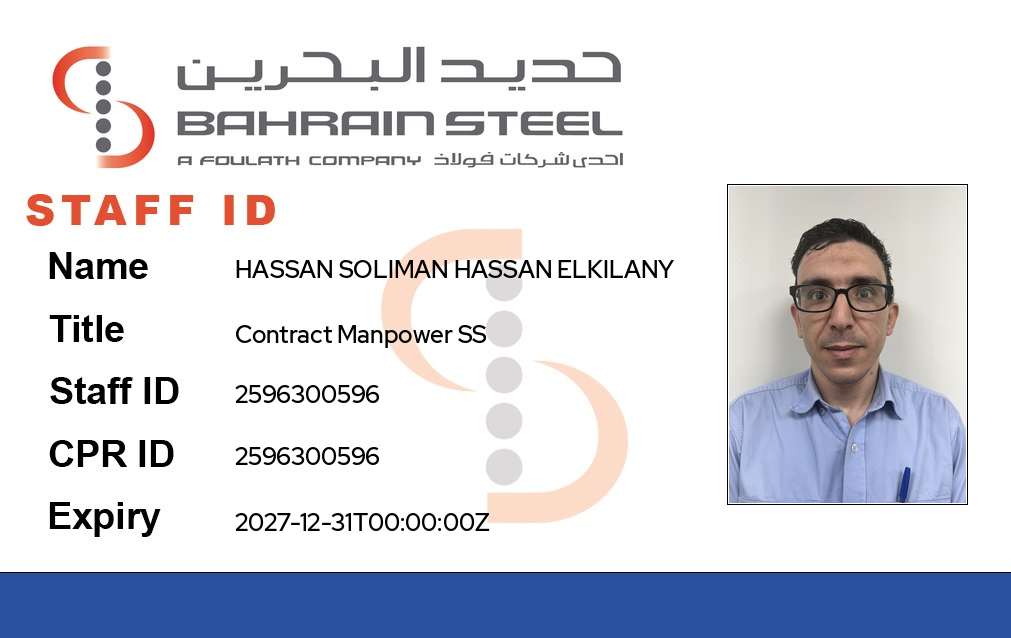 حديد البحرين
BAHRAIN STEEL
A FOULATH COMPANY احدى شركات فولاذ
STAFF ID
Name HASSAN SOLIMAN HASSAN ELKILANY
Title Contract Manpower SS
Staff ID 2596300596
CPR ID 2596300596
Expiry 2027-12-31T00:00:00Z